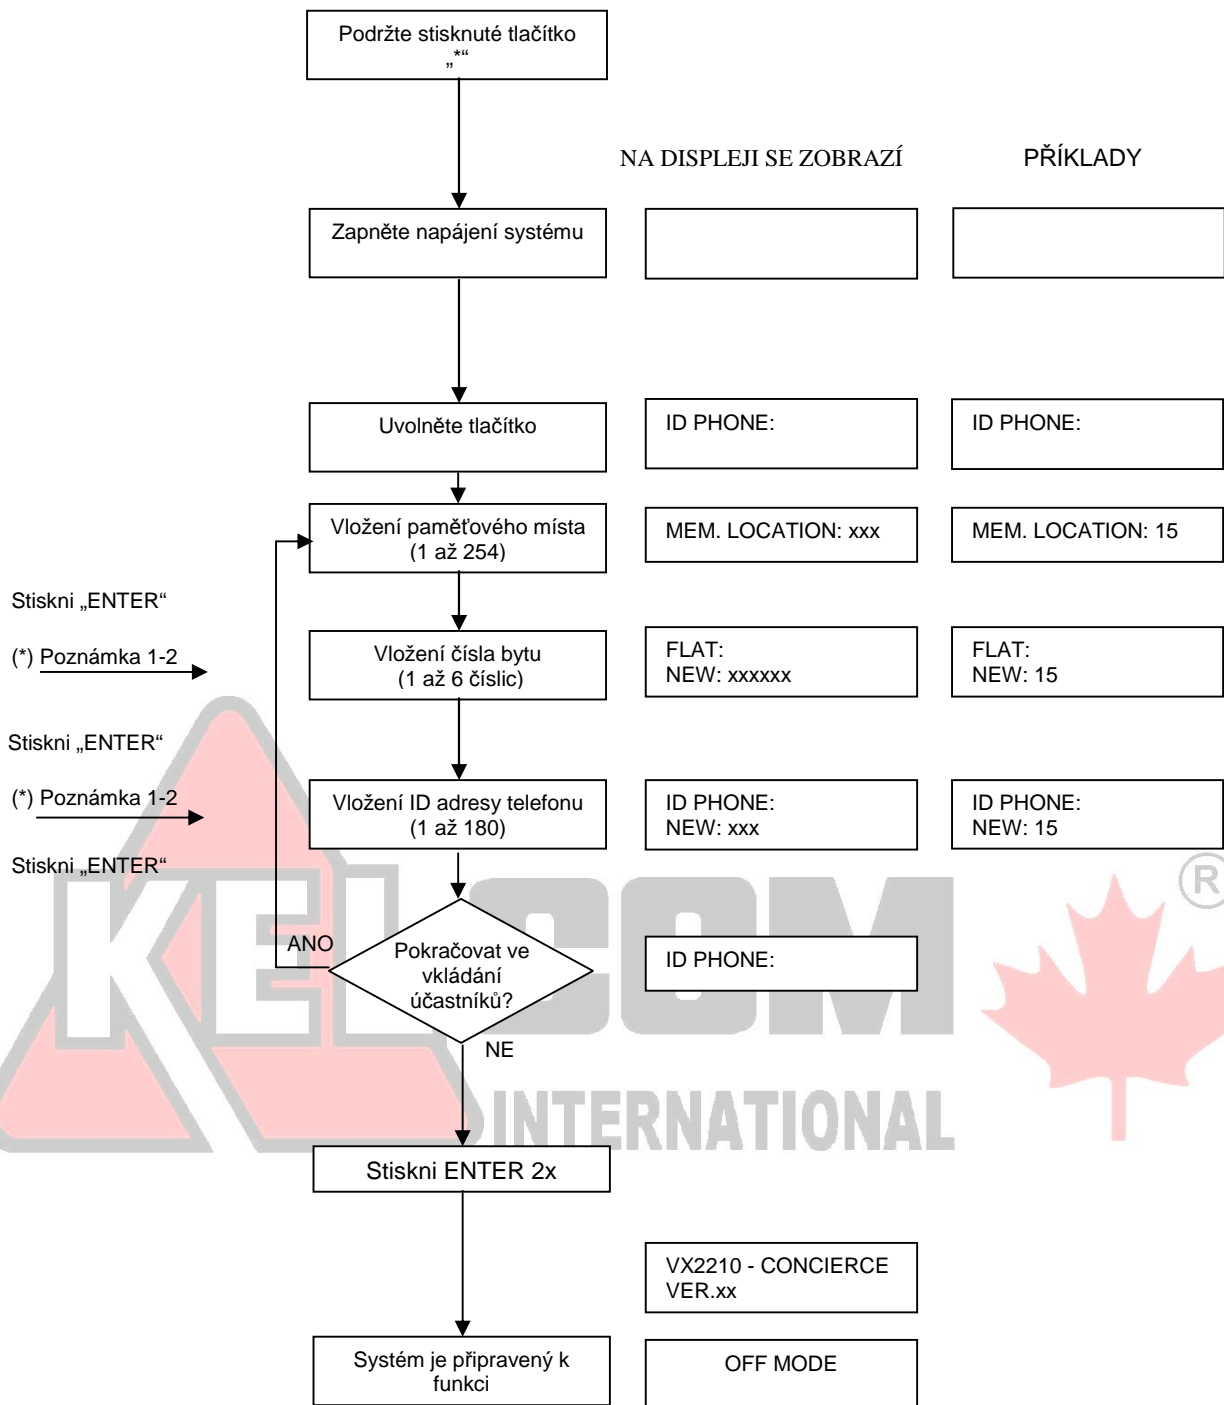 Podržte stisknuté tlačítko
„*“
NA DISPLEJI SE ZOBRAZÍ
PŘÍKLADY
Zapněte napájení systému
Uvolněte tlačítko
ID PHONE:
ID PHONE:
Vložení paměťového místa
(1 až 254)
MEM. LOCATION: xxx
MEM. LOCATION: 15
Stiskni „ENTER“
(*) Poznámka 1-2
Vložení čísla bytu
(1 až 6 číslic)
FLAT:
NEW: xxxxxx
FLAT:
NEW: 15
Stiskni „ENTER“
(*) Poznámka 1-2
Vložení ID adresy telefonu
(1 až 180)
ID PHONE:
NEW: xxx
ID PHONE:
NEW: 15
Stiskni „ENTER“
ANO
Pokračovat ve
vkládání
účastníků?
ID PHONE:
NE
KELCOM
®
INTERNATIONAL
Stiskni ENTER 2x
VX2210 - CONCIERCE
VER.xx
Systém je připravený k
funkci
OFF MODE